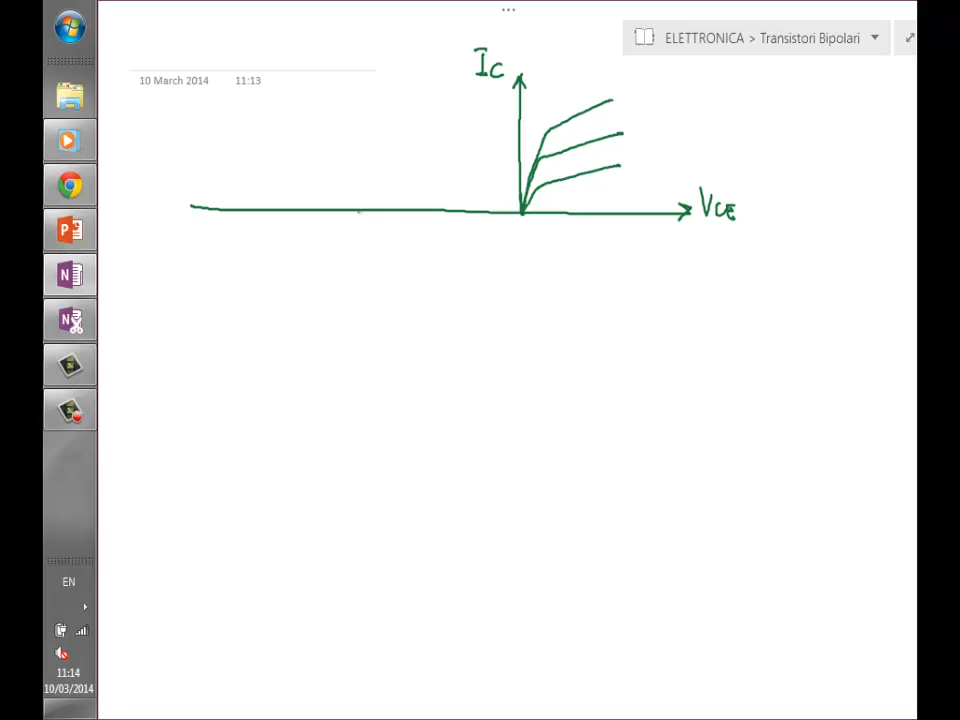 ELETTRONICA > Transistori Bipolari
IC
10 March 2014 11:13
VCE
P
N
N
EN
11:14
10/03/2014